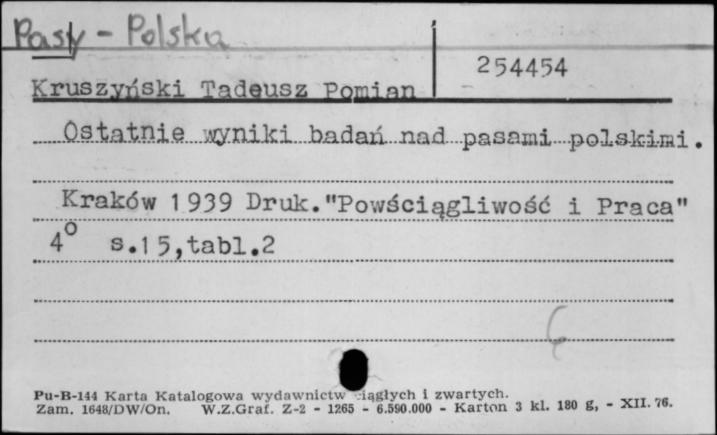 Pasy - Polska
254454
Kruszyński Tadeusz Pomian
Ostatnie wyniki badań nad pasami polskimi.
Kraków 1939 Druk."Powściągliwość i Praca"
4° s.15,tabl.2
6
Pu-B-144 Karta Katalogowa wydawnictw ciągłych i zwartych.
Zam. 1648/DW/On. W.Z.Graf. Z-2 - 1265 - 6.590.000 - Karton 3 kl. 180 g, - XII. 76.